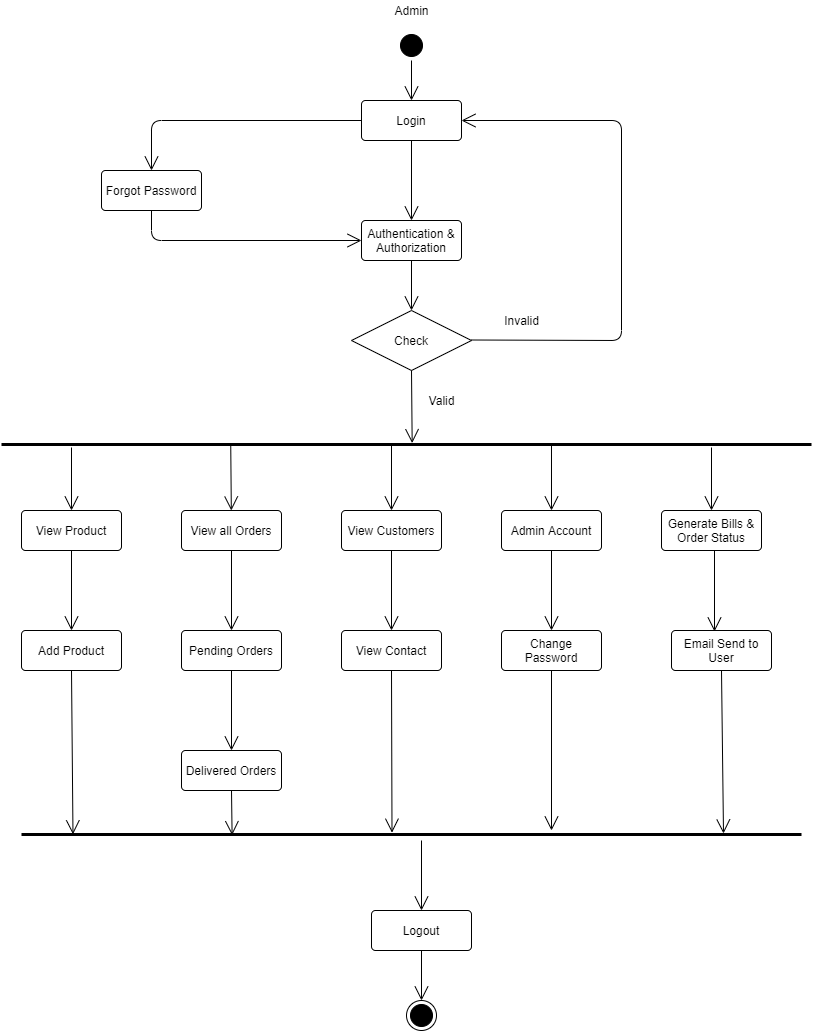 Admin
Login
Forgot Password
Authentication &
Authorization
Check
Invalid
Valid
View Product
View all Orders
View Customers
Admin Account
Generate Bills &
Order Status
Add Product
Pending Orders
View Contact
Change
Password
Email Send to
User
Delivered Orders
Logout